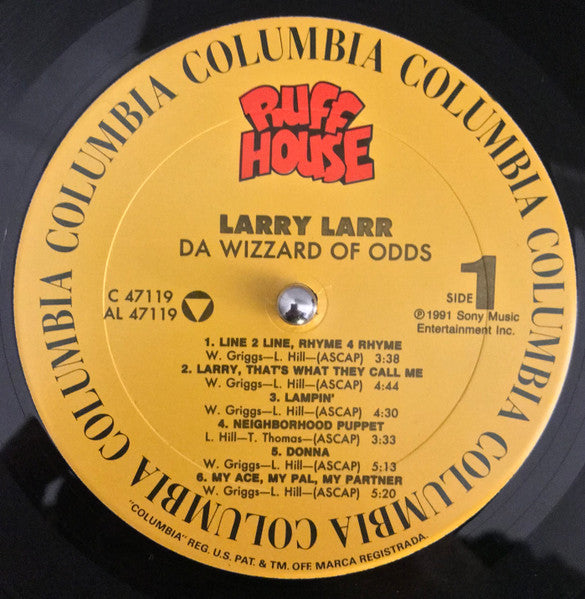 COLUMBIA COLUMBIA COLUMBIA COLUMBIA COLUMBIA COLUMBIA COLUMBIA
RUFF
HOUSE
LARRY LARR
DA WIZZARD OF ODDS
C 47119
AL 47119
SIDE 1
℗1991 Sony Music
Entertainment Inc.
1. LINE 2 LINE, RHYME 4 RHYME
W. Griggs—L. Hill—(ASCAP) 3:38
2. LARRY, THAT'S WHAT THEY CALL ME
W. Griggs—L. Hill—(ASCAP) 4:44
3. LAMPIN'
W. Griggs—L. Hill—(ASCAP) 4:30
4. NEIGHBORHOOD PUPPET
L. Hill—T. Thomas—(ASCAP) 3:33
5. DONNA
W. Griggs—L. Hill—(ASCAP) 5:13
6. MY ACE, MY PAL, MY PARTNER
W. Griggs—L. Hill—(ASCAP) 5:20
"COLUMBIA" REG. U.S. PAT. & TM. OFF. MARCA REGISTRADA.